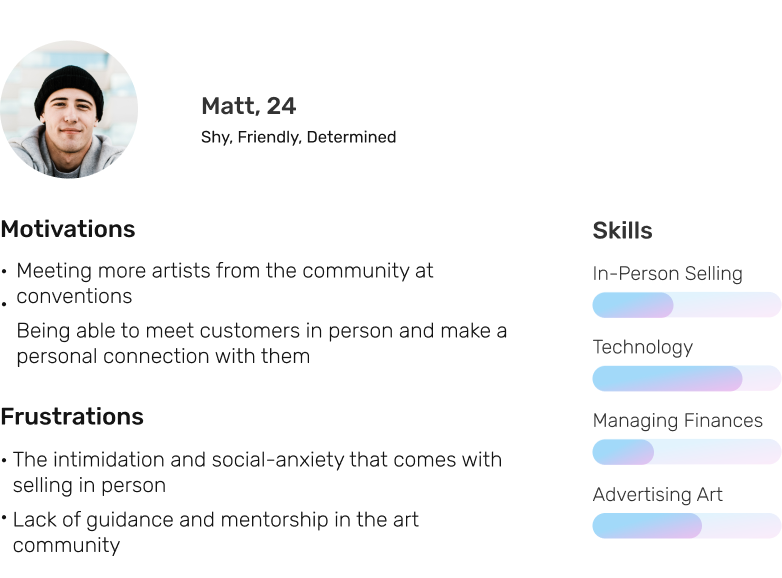 Matt, 24
Shy, Friendly, Determined
Motivations
• Meeting more artists from the community at
• conventions
Being able to meet customers in person and make a
personal connection with them
Frustrations
• The intimidation and social-anxiety that comes with
selling in person
• Lack of guidance and mentorship in the art
community
Skills
In-Person Selling
Technology
Managing Finances
Advertising Art